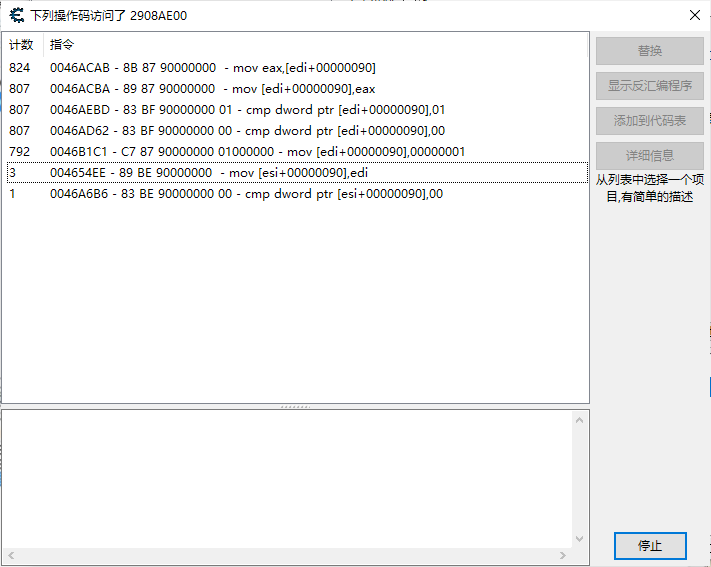 下列操作码访问了 2908AE00
计数 指令
824 0046ACAB - 8B 87 90000000 - mov eax,[edi+00000090]
807 0046ACBA - 89 87 90000000 - mov [edi+00000090],eax
807 0046AEBD - 83 BF 90000000 01 - cmp dword ptr [edi+00000090],01
807 0046AD62 - 83 BF 90000000 00 - cmp dword ptr [edi+00000090],00
792 0046B1C1 - C7 87 90000000 01000000 - mov [edi+00000090],00000001
3 004654EE - 89 BE 90000000 - mov [esi+00000090],edi
1 0046A6B6 - 83 BE 90000000 00 - cmp dword ptr [esi+00000090],00
替换
显示反汇编程序
添加到代码表
详细信息
从列表中选择一个项
目,有简单的描述
停止